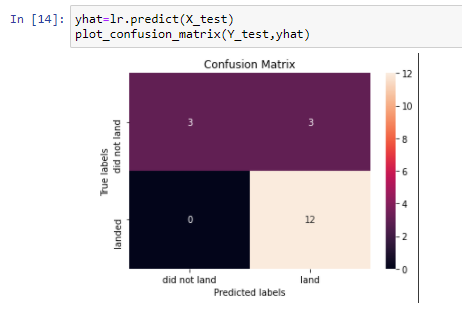 In [14]: yhat=lr.predict(X_test)
plot_confusion_matrix(Y_test,yhat)
Confusion Matrix
True labels
did not land
landed
3 3
0 12
did not land land
Predicted labels
12
10
8
6
4
2
0